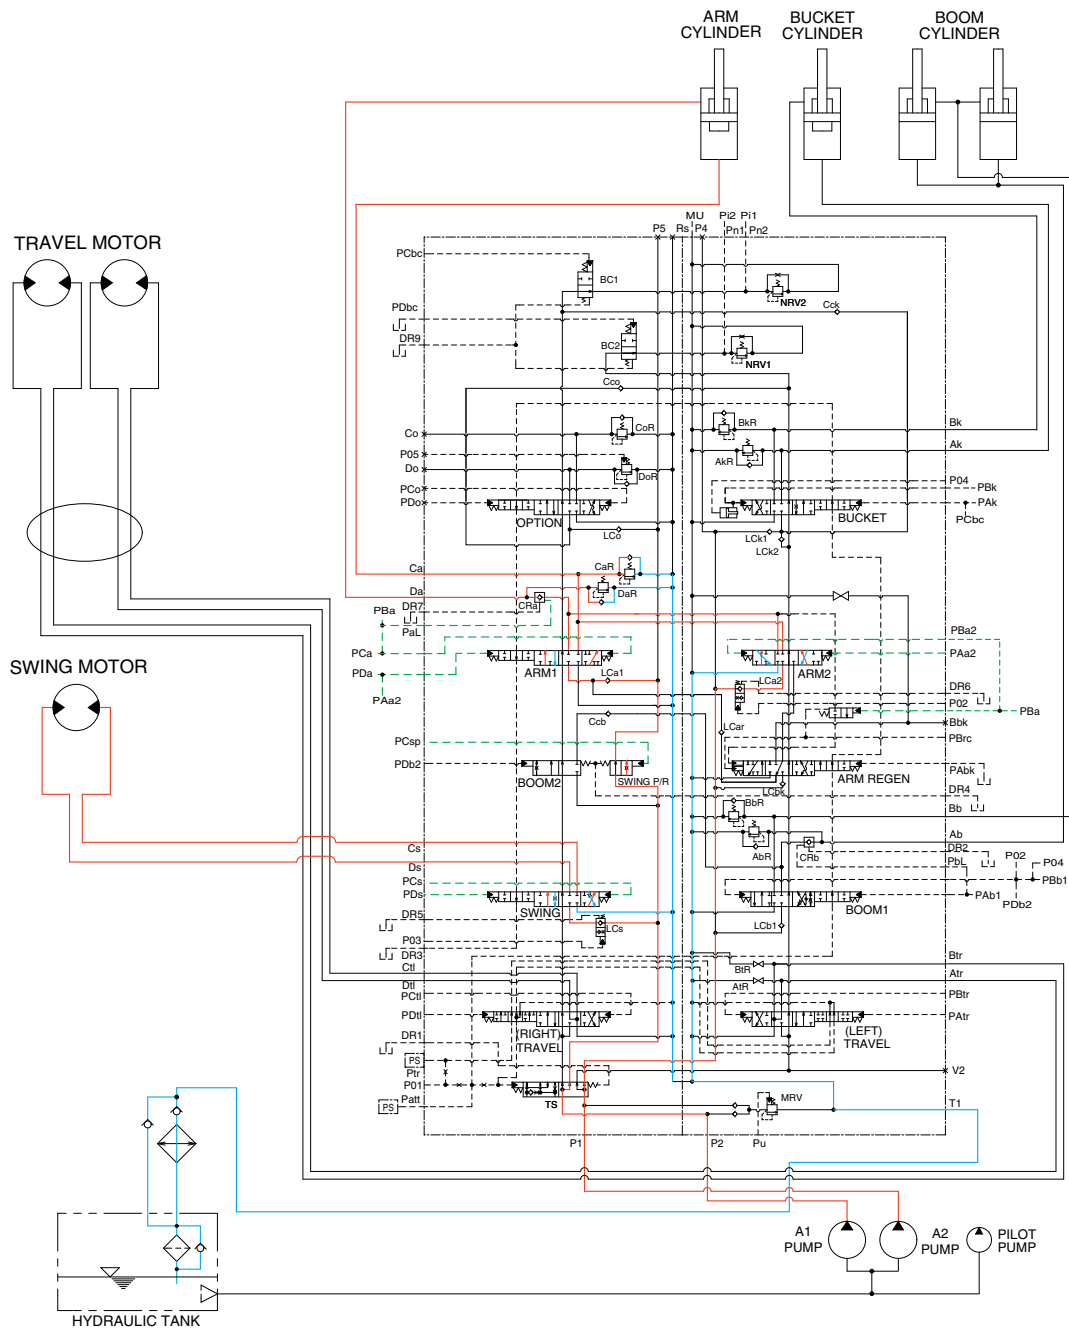 ARM
CYLINDER
BUCKET
CYLINDER
BOOM
CYLINDER
TRAVEL MOTOR
SWING MOTOR
P5
Rs
MU
P4
Pi2
Pn1
Pi1
Pn2
PCbc
BC1
NRV2
Cck
PDbc
DR9
BC2
NRV1
Cco
Co
CoR
BkR
Bk
P05
Do
DoR
AkR
Ak
PCo
PDo
OPTION
BUCKET
P04
PBk
PAk
PCbc
LCo
LCk1
LCk2
Ca
CaR
Da
DaR
CRa
DR7
PBa
PaL
PCa
PDa
PAa2
ARM1
LCa1
ARM2
LCa2
PBa2
PAa2
DR6
P02
PBa
Bbk
PBrc
Ccb
LCar
PCsp
PDb2
BOOM2
SWING P/R
ARM REGEN
LCbk
PAbk
DR4
Bb
BbR
AbR
CRb
Ab
DR2
PbL
P02
P04
PBb1
PAb1
PDb2
Cs
Ds
PCs
PDs
SWING
BOOM1
DR5
LCs
LCb1
P03
DR3
Ctl
Dtl
PCtl
PDtl
BtR
AtR
Btr
Atr
PBtr
PAtr
(RIGHT)
TRAVEL
(LEFT)
TRAVEL
DR1
PS
Ptr
P01
Patt
PS
TS
V2
MRV
T1
P1
P2
Pu
A1
PUMP
A2
PUMP
PILOT
PUMP
HYDRAULIC TANK